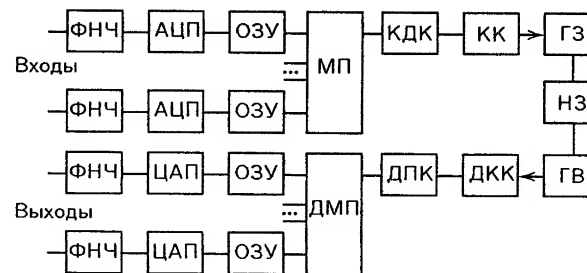 ФНЧ АЦП ОЗУ МП КДК КК ГЗ
Входы
...
НЗ
ФНЧ АЦП ОЗУ
ФНЧ ЦАП ОЗУ ДМП ДПК ДКК ГВ
Выходы
...
ФНЧ ЦАП ОЗУ